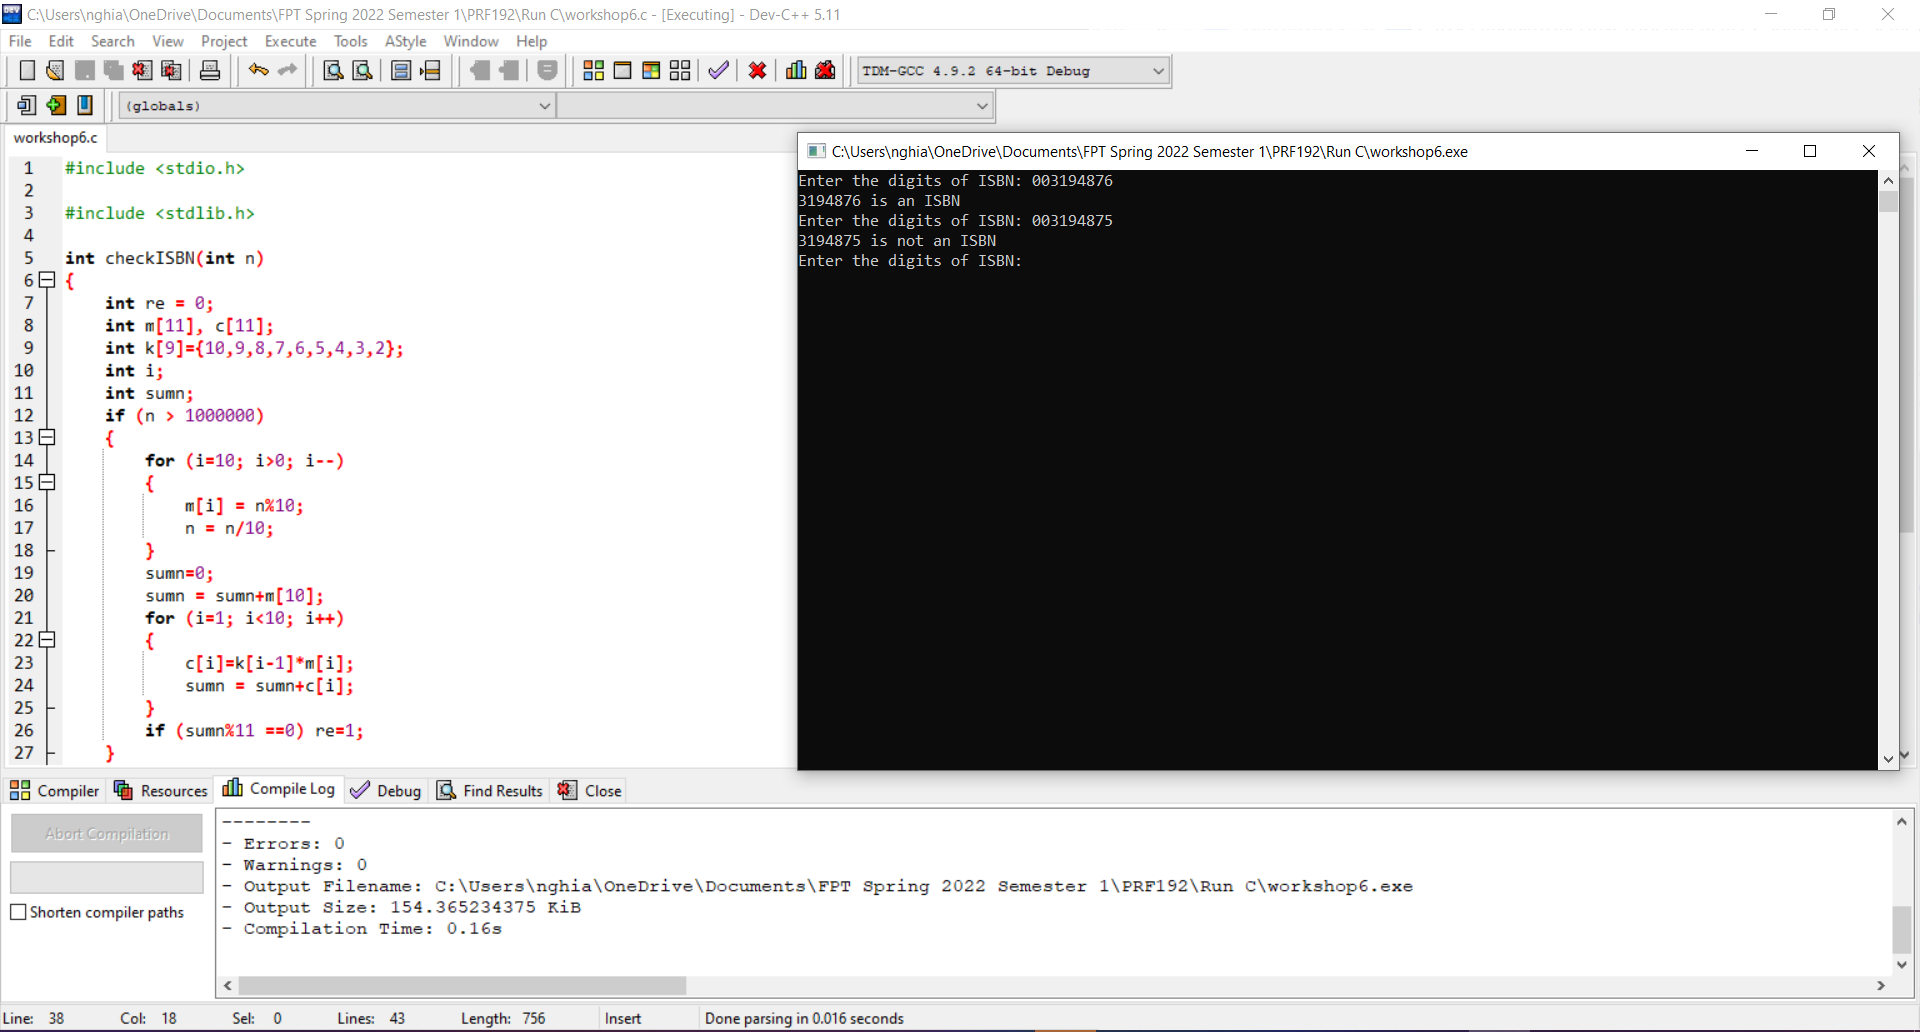 C:\Users\nghia\OneDrive\Documents\FPT Spring 2022 Semester 1\PRF192\Run C\workshop6.c - [Executing] - Dev-C++ 5.11
File Edit Search View Project Execute Tools AStyle Window Help
TDM-GCC 4.9.2 64-bit Debug
(globals)
workshop6.c
1 #include <stdio.h>
2
3 #include <stdlib.h>
4
5 int checkISBN(int n)
6 {
7 int re = 0;
8 int m[11], c[11];
9 int k[9]={10,9,8,7,6,5,4,3,2};
10 int i;
11 int sumn;
12 if (n > 1000000)
13 {
14 for (i=10; i>0; i--)
15 {
16 m[i] = n%10;
17 n = n/10;
18 }
19 sumn=0;
20 sumn = sumn+m[10];
21 for (i=1; i<10; i++)
22 {
23 c[i]=k[i-1]*m[i];
24 sumn = sumn+c[i];
25 }
26 if (sumn%11 ==0) re=1;
27 }
C:\Users\nghia\OneDrive\Documents\FPT Spring 2022 Semester 1\PRF192\Run C\workshop6.exe
Enter the digits of ISBN: 003194876
3194876 is an ISBN
Enter the digits of ISBN: 003194875
3194875 is not an ISBN
Enter the digits of ISBN:
Compiler Resources Compile Log Debug Find Results Close
Abort Compilation
Shorten compiler paths
--------
- Errors: 0
- Warnings: 0
- Output Filename: C:\Users\nghia\OneDrive\Documents\FPT Spring 2022 Semester 1\PRF192\Run C\workshop6.exe
- Output Size: 154.365234375 KiB
- Compilation Time: 0.16s
Line: 38 Col: 18 Sel: 0 Lines: 43 Length: 756 Insert Done parsing in 0.016 seconds